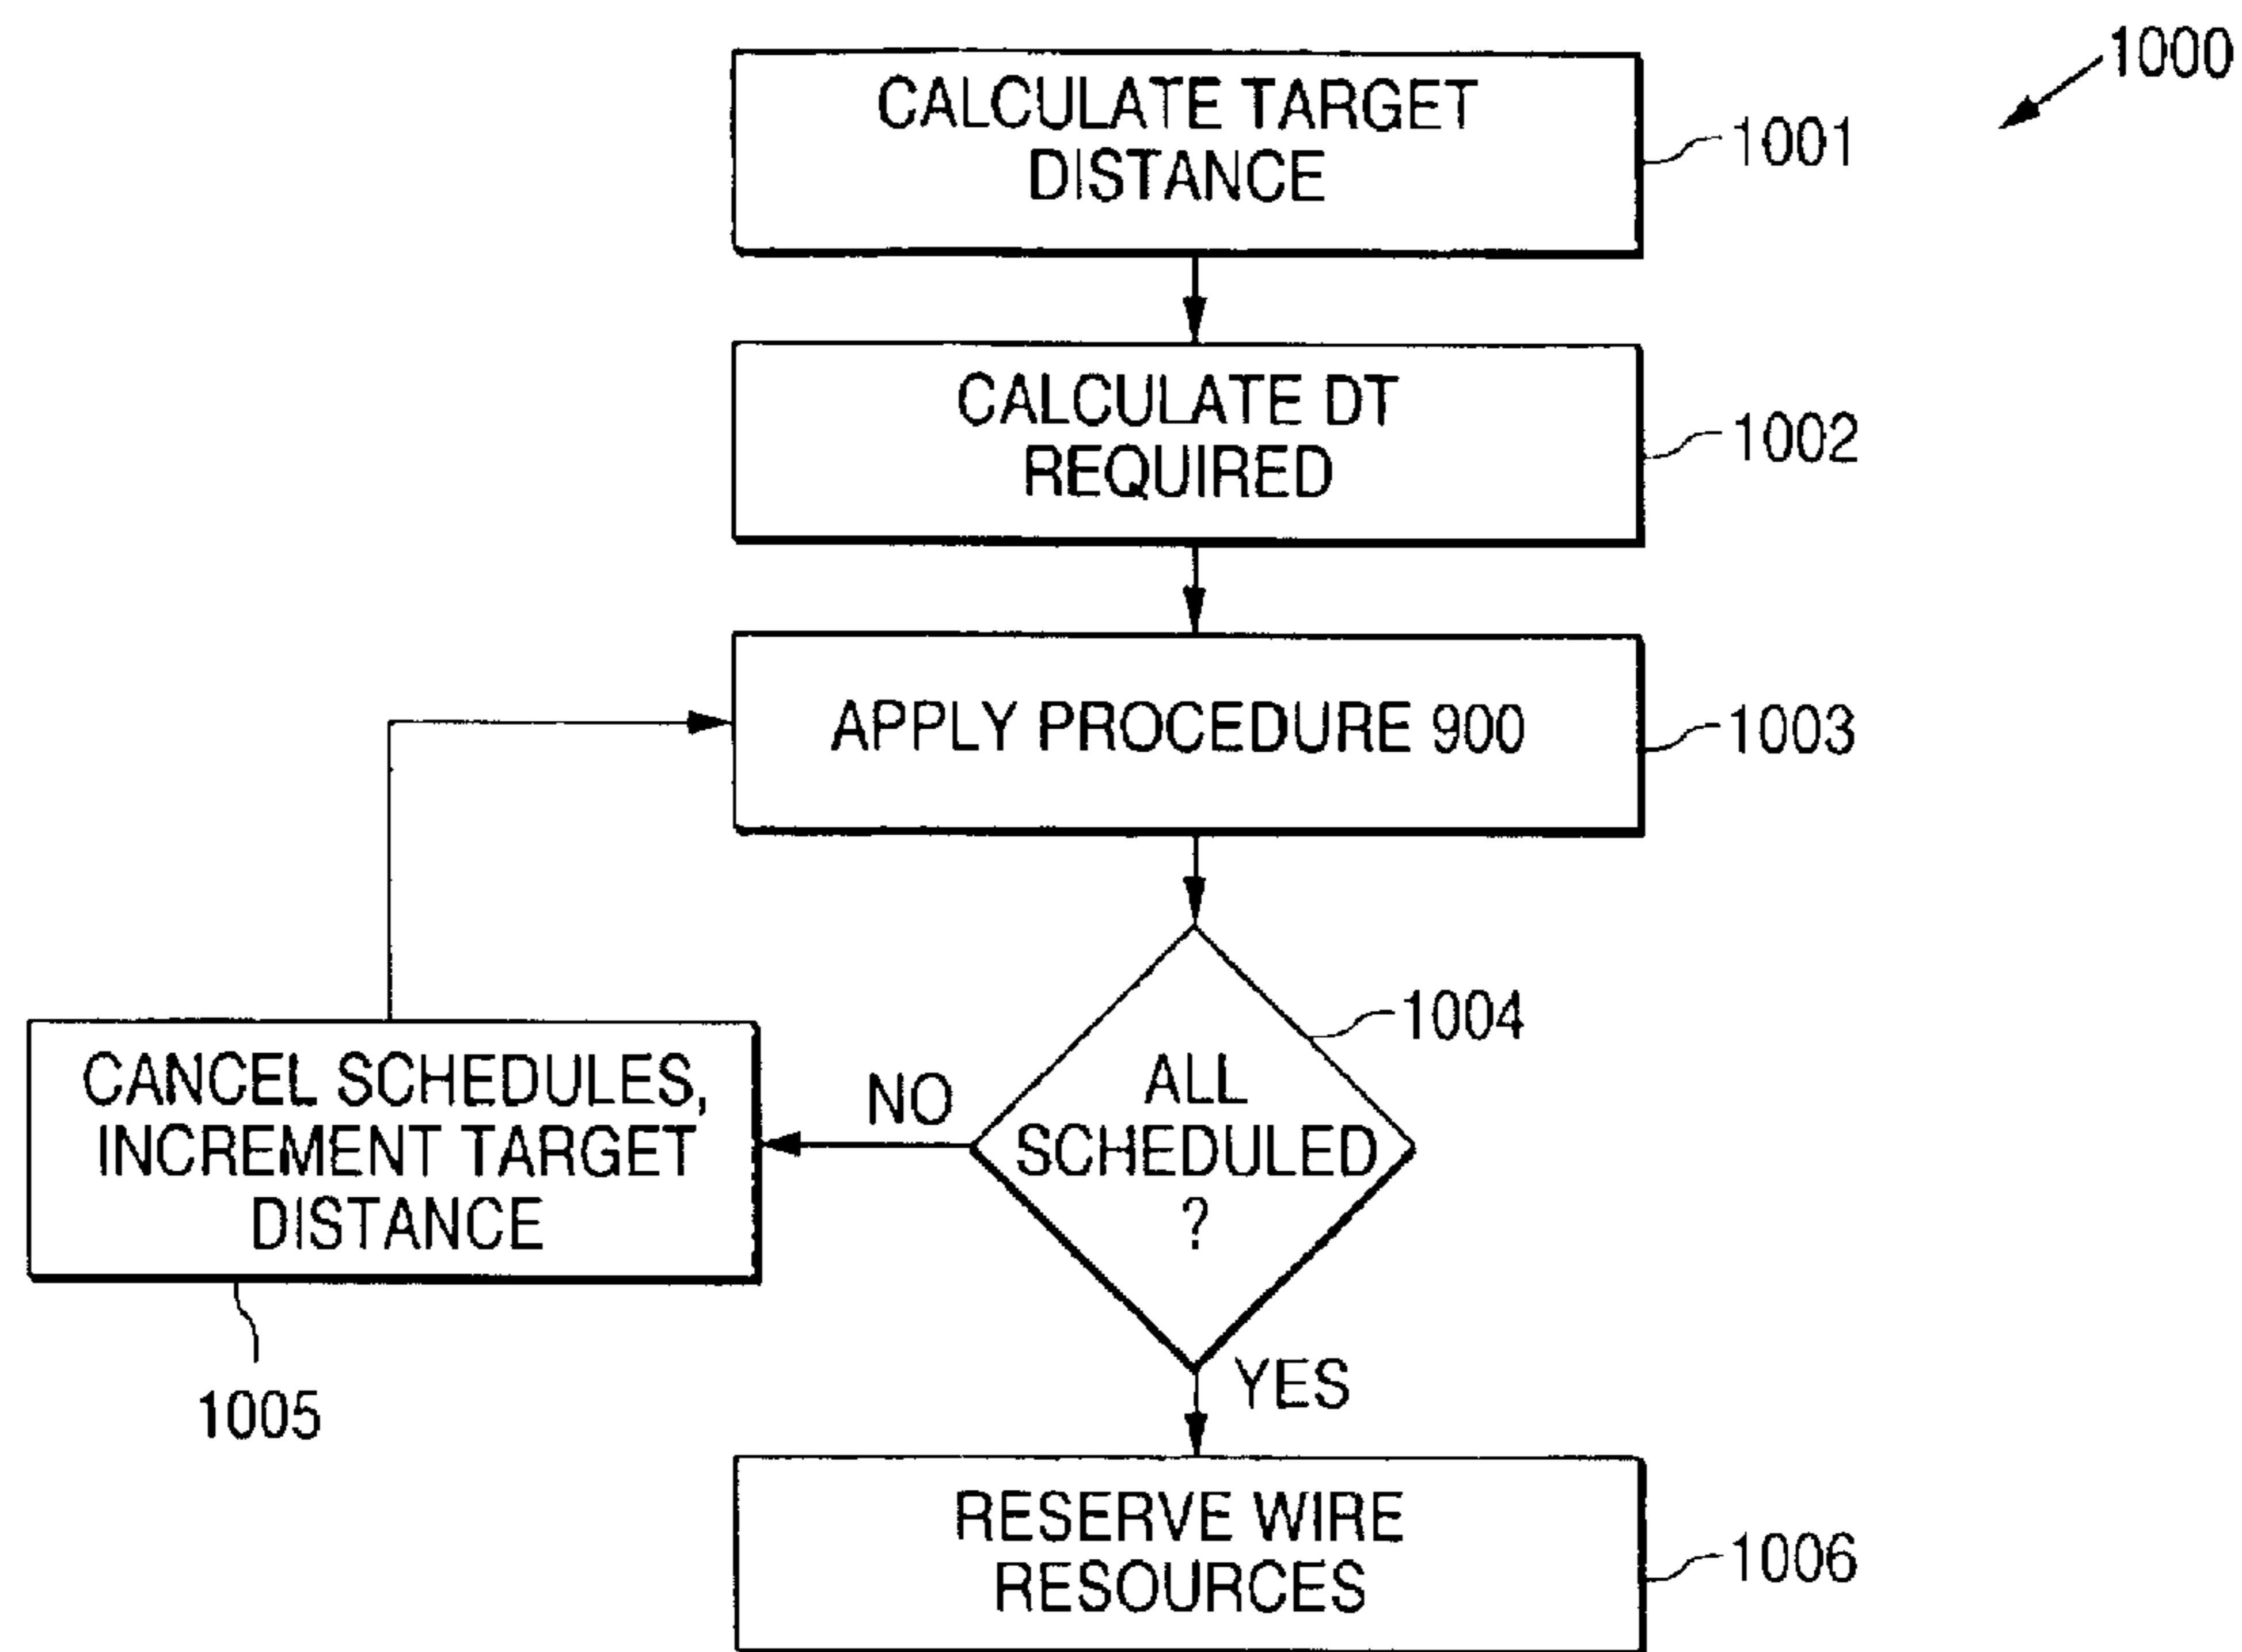 1000
CALCULATE TARGET
DISTANCE
1001
CALCULATE DT
REQUIRED
1002
APPLY PROCEDURE 900
1003
1004
ALL
SCHEDULED
?
NO
CANCEL SCHEDULES,
INCREMENT TARGET
DISTANCE
1005
YES
RESERVE WIRE
RESOURCES
1006